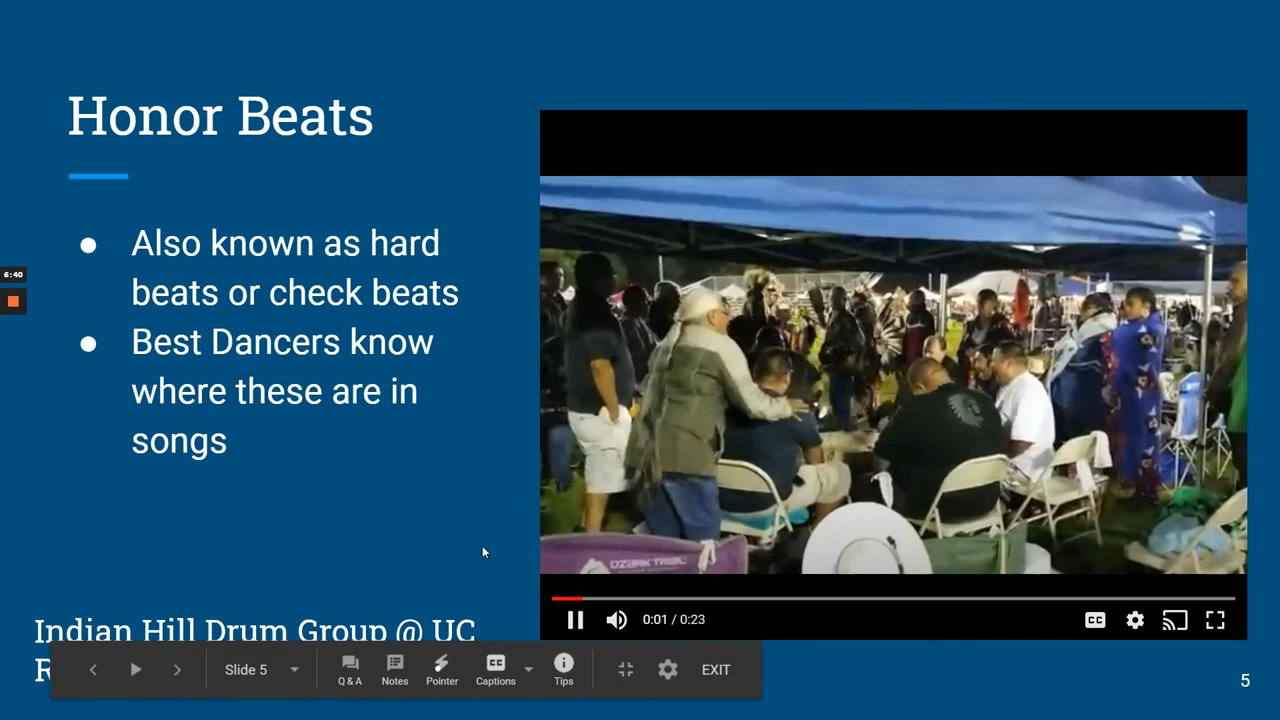 Honor Beats
● Also known as hard
beats or check beats
● Best Dancers know
where these are in
songs
6:40
OZARK TRAIL
0:01 / 0:23
CC
Indian Hill Drum Group @ UC
R
Slide 5
Q & A
Notes
Pointer
CC
Captions
Tips
EXIT
5